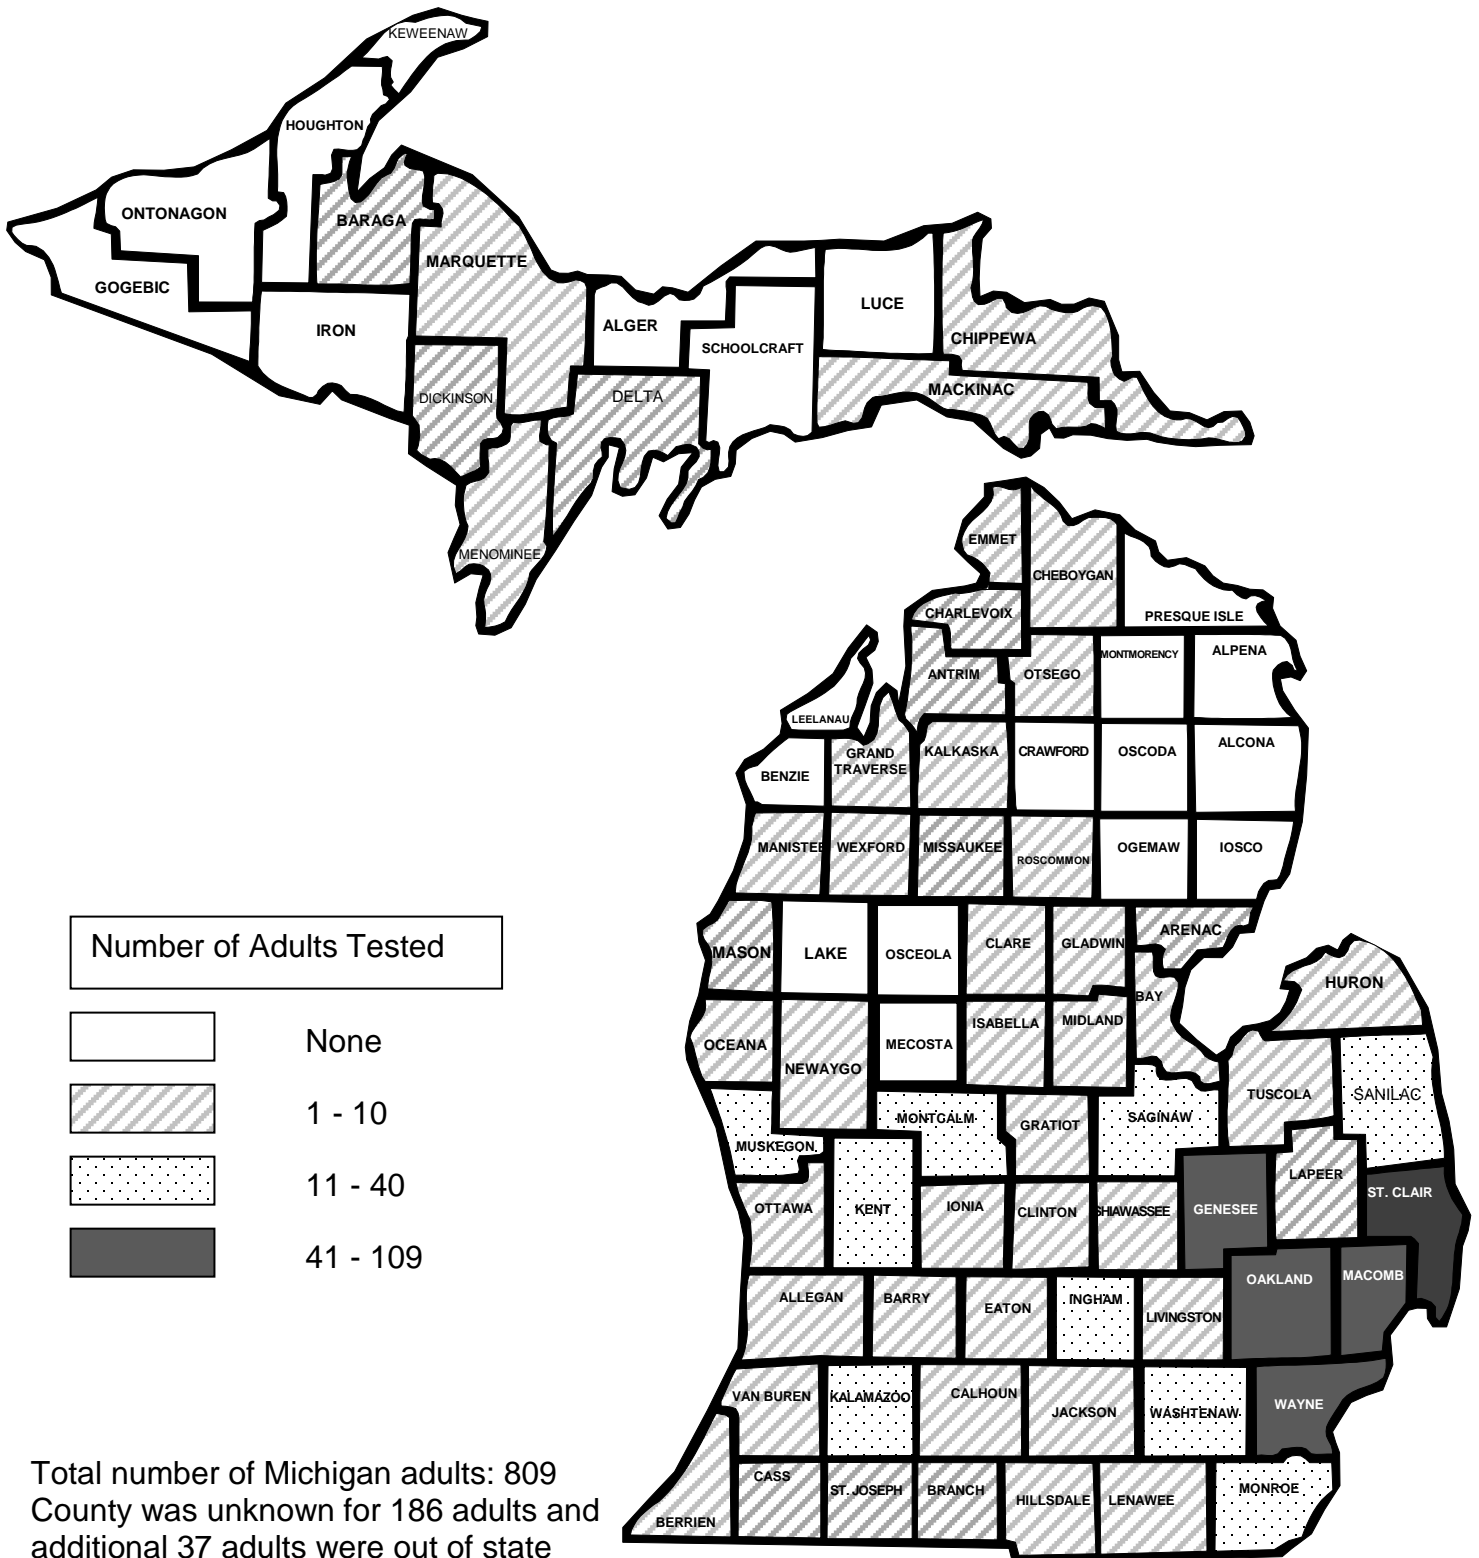 KEWEENAW
HOUGHTON
ONTONAGON
BARAGA
MARQUETTE
GOGEBIC
IRON
ALGER
LUCE
SCHOOLCRAFT
CHIPPEWA
DICKINSON
DELTA
MACKINAC
MENOMINEE
EMMET
CHEBOYGAN
CHARLEVOIX
PRESQUE ISLE
ANTRIM
OTSEGO
MONTMORENCY
ALPENA
LEELANAU
GRAND
TRAVERSE
KALKASKA
CRAWFORD
OSCODA
ALCONA
BENZIE
MANISTEE
WEXFORD
MISSAUKEE
ROSCOMMON
OGEMAW
IOSCO
MASON
LAKE
OSCEOLA
CLARE
GLADWIN
ARENAC
HURON
OCEANA
NEWAYGO
MECOSTA
ISABELLA
MIDLAND
BAY
TUSCOLA
SANILAC
MUSKEGON
MONTCALM
GRATIOT
SAGINAW
LAPEER
ST. CLAIR
OTTAWA
KENT
IONIA
CLINTON
SHIAWASSEE
GENESEE
ALLEGAN
BARRY
EATON
INGHAM
LIVINGSTON
OAKLAND
MACOMB
VAN BUREN
KALAMAZOO
CALHOUN
JACKSON
WASHTENAW
WAYNE
BERRIEN
CASS
ST. JOSEPH
BRANCH
HILLSDALE
LENAWEE
MONROE
Number of Adults Tested
None
1 - 10
11 - 40
41 - 109
Total number of Michigan adults: 809
County was unknown for 186 adults and
additional 37 adults were out of state